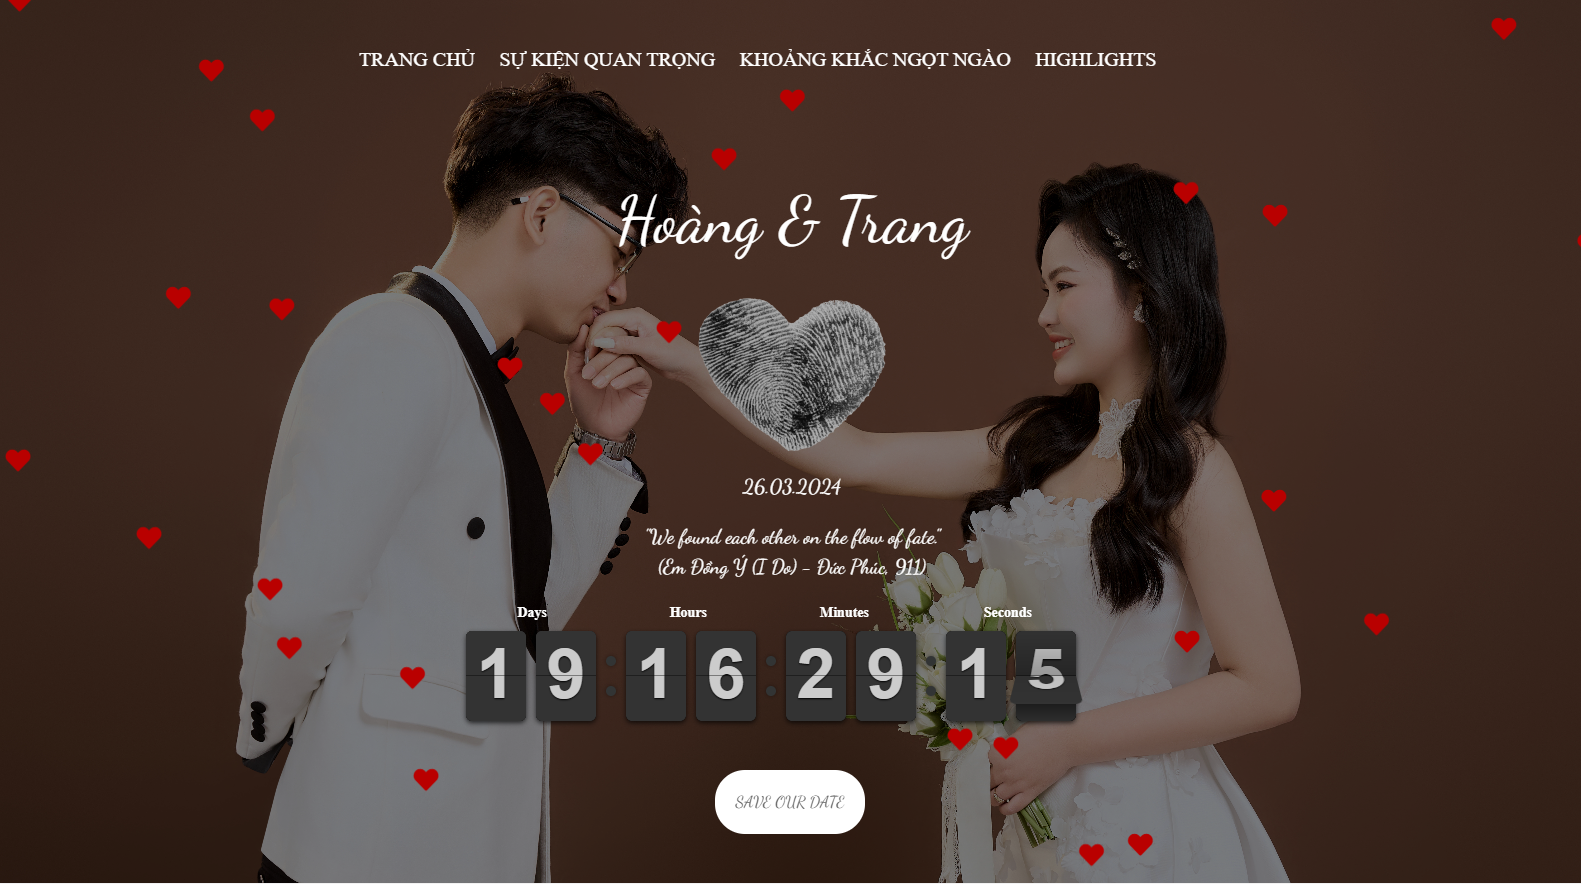 TRANG CHỦ SỰ KIỆN QUAN TRỌNG KHOẢNG KHẮC NGỌT NGÀO HIGHLIGHTS
Hoàng & Trang
26.03.2024
"We found each other on the flow of fate."
(Em Đồng Ý (I Do) - Đức Phúc, 911)
Days Hours Minutes Seconds
19 : 16 : 29 : 15
SAVE OUR DATE